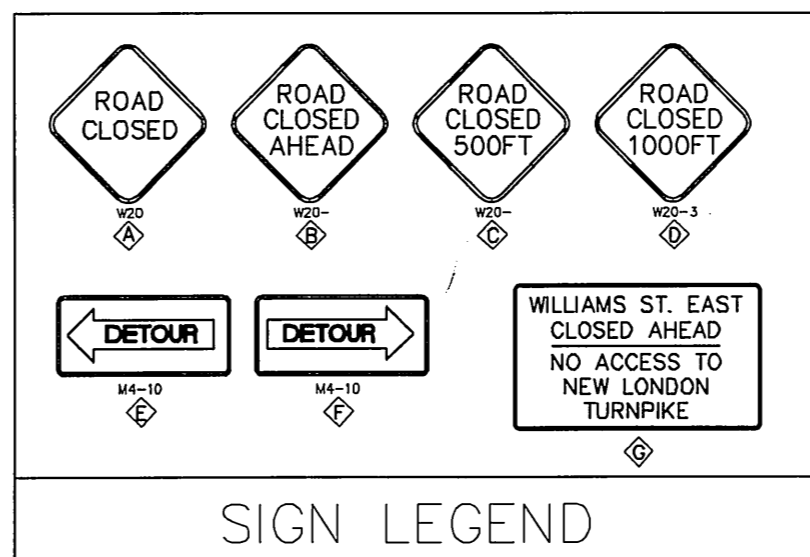 ROAD
CLOSED
W20
A
ROAD
CLOSED
AHEAD
W20-
B
ROAD
CLOSED
500FT
W20-
C
ROAD
CLOSED
1000FT
W20-3
D
DETOUR
M4-10
E
DETOUR
M4-10
F
WILLIAMS ST. EAST
CLOSED AHEAD
NO ACCESS TO
NEW LONDON
TURNPIKE
G
SIGN LEGEND